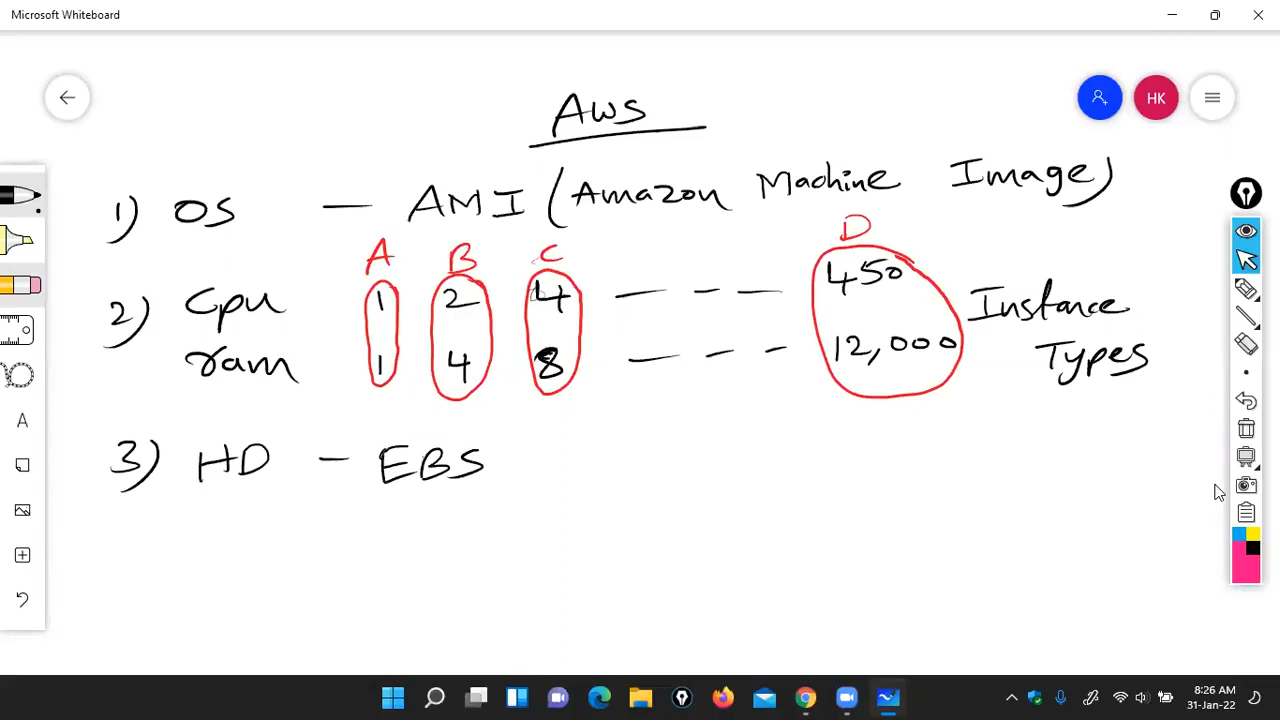 Microsoft Whiteboard
HK
Aws
1) OS - AMI (Amazon Machine Image)
A B C D
2) Cpu 1 2 4 - - - 450 Instance
ram 1 4 8 - - - 12,000 Types
3) HD - EBS
A
8:26 AM
31-Jan-22